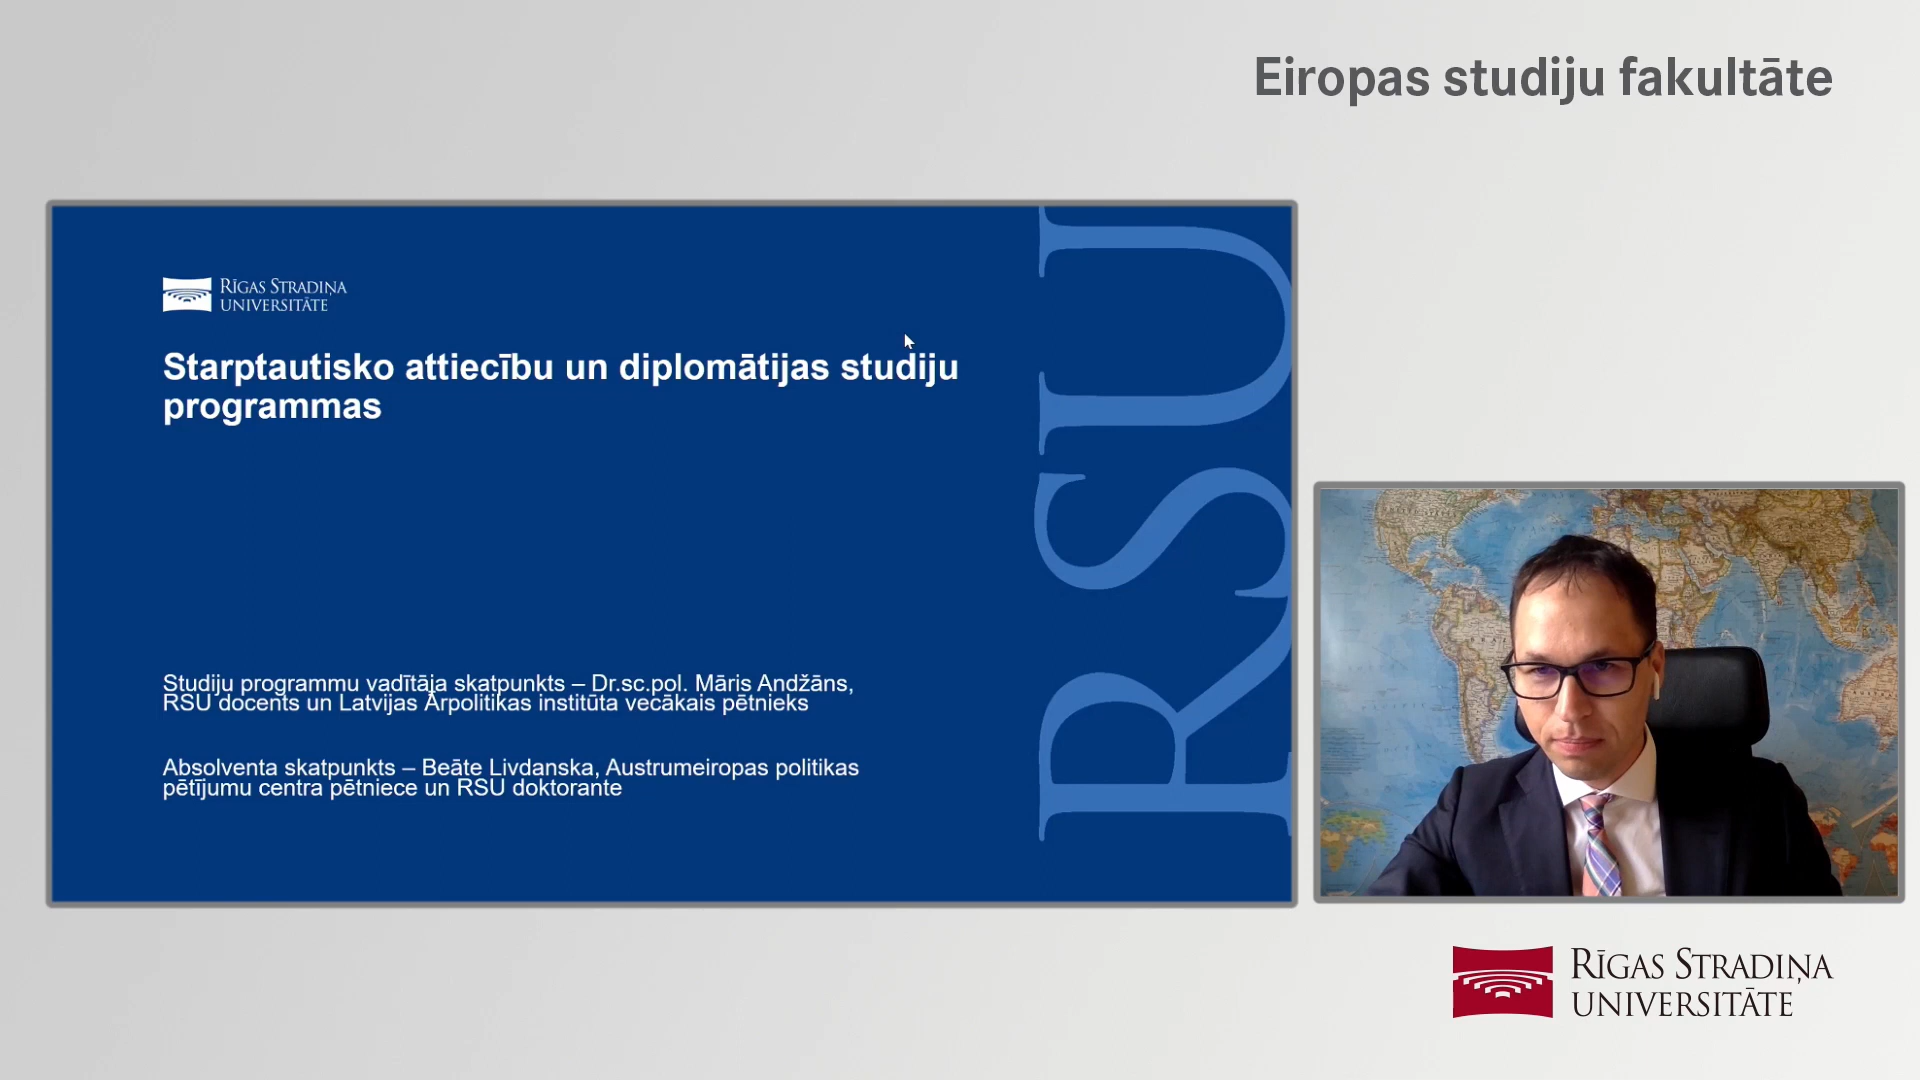 Eiropas studiju fakultāte
RĪGAS STRADIŅA
UNIVERSITĀTE
Starptautisko attiecību un diplomātijas studiju
programmas
Studiju programmu vadītāja skatpunkts – Dr.sc.pol. Māris Andžāns,
RSU docents un Latvijas Ārpolitikas institūta vecākais pētnieks
Absolventa skatpunkts – Beāte Livdanska, Austrumeiropas politikas
pētījumu centra pētniece un RSU doktorante
RSU
RĪGAS STRADIŅA
UNIVERSITĀTE